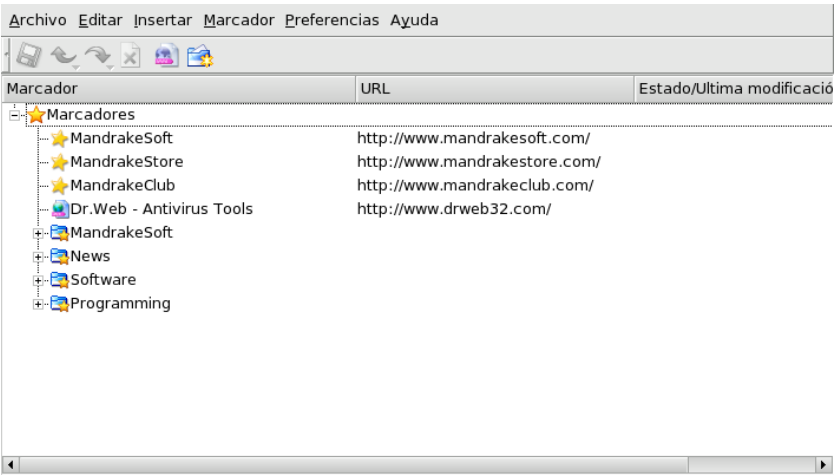 Archivo Editar Insertar Marcador Preferencias Ayuda
Marcador URL Estado/Ultima modificació
Marcadores
MandrakeSoft http://www.mandrakesoft.com/
MandrakeStore http://www.mandrakestore.com/
MandrakeClub http://www.mandrakeclub.com/
Dr.Web - Antivirus Tools http://www.drweb32.com/
MandrakeSoft
News
Software
Programming